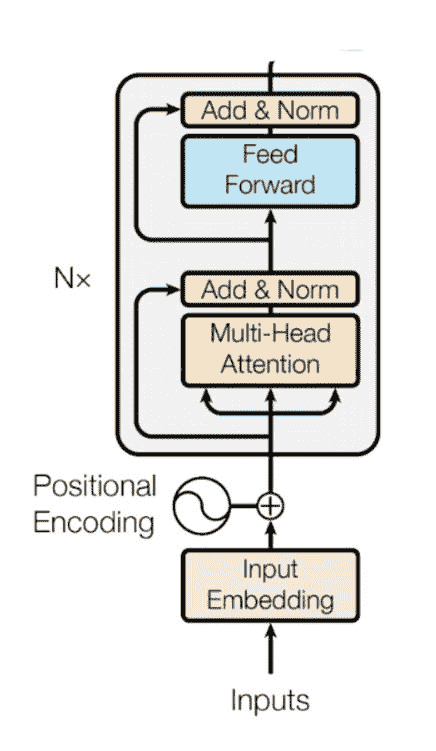 Add & Norm
Feed
Forward
Nx
Add & Norm
Multi-Head
Attention
Positional
Encoding
Input
Embedding
Inputs